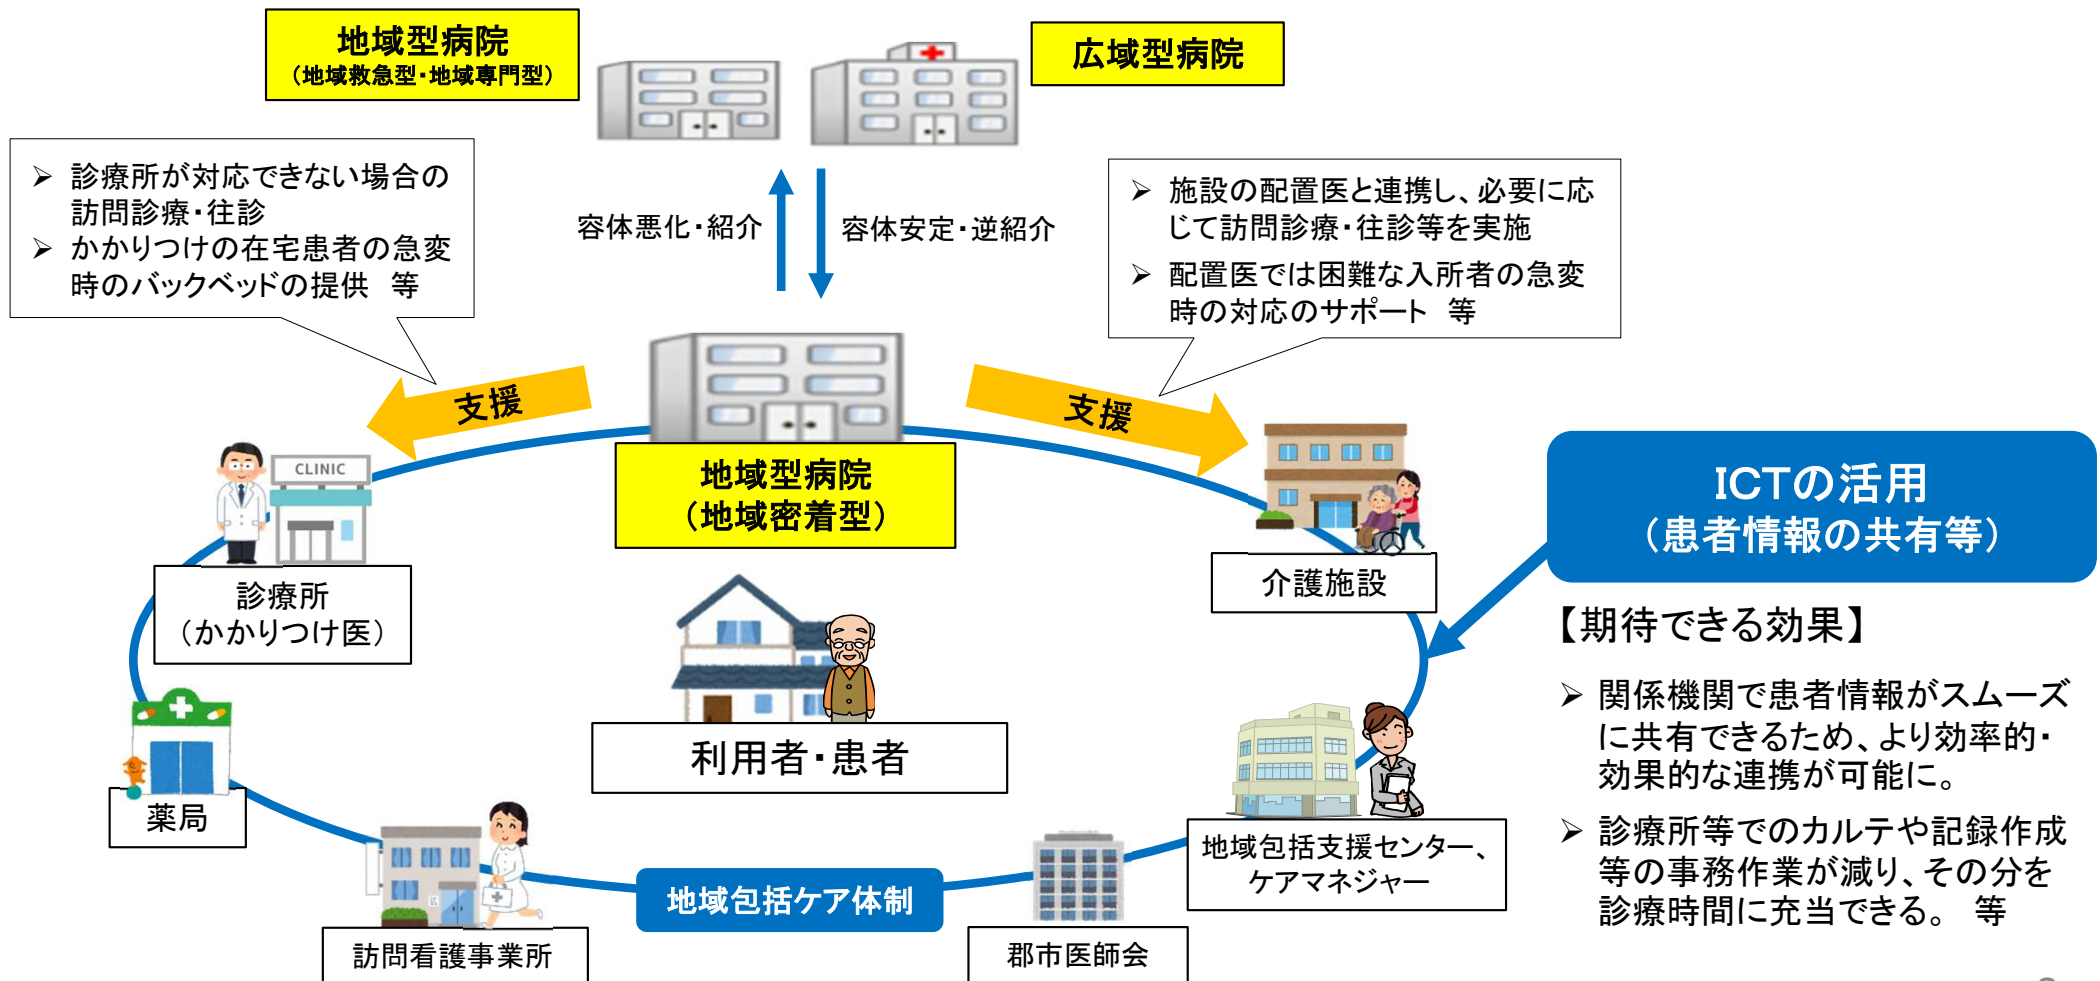 地域型病院
（地域救急型・地域専門型）
広域型病院
➢ 診療所が対応できない場合の
訪問診療・往診
➢ かかりつけの在宅患者の急変
時のバックベッドの提供　等
容体悪化・紹介
容体安定・逆紹介
➢ 施設の配置医と連携し、必要に応
じて訪問診療・往診等を実施
➢ 配置医では困難な入所者の急変
時の対応のサポート　等
支援
支援
CLINIC
地域型病院
（地域密着型）
ICTの活用
（患者情報の共有等）
診療所
（かかりつけ医）
介護施設
【期待できる効果】
➢ 関係機関で患者情報がスムーズ
に共有できるため、より効率的・
効果的な連携が可能に。
➢ 診療所等でのカルテや記録作成
等の事務作業が減り、その分を
診療時間に充当できる。　等
利用者・患者
薬局
地域包括支援センター、
ケアマネジャー
地域包括ケア体制
訪問看護事業所
郡市医師会